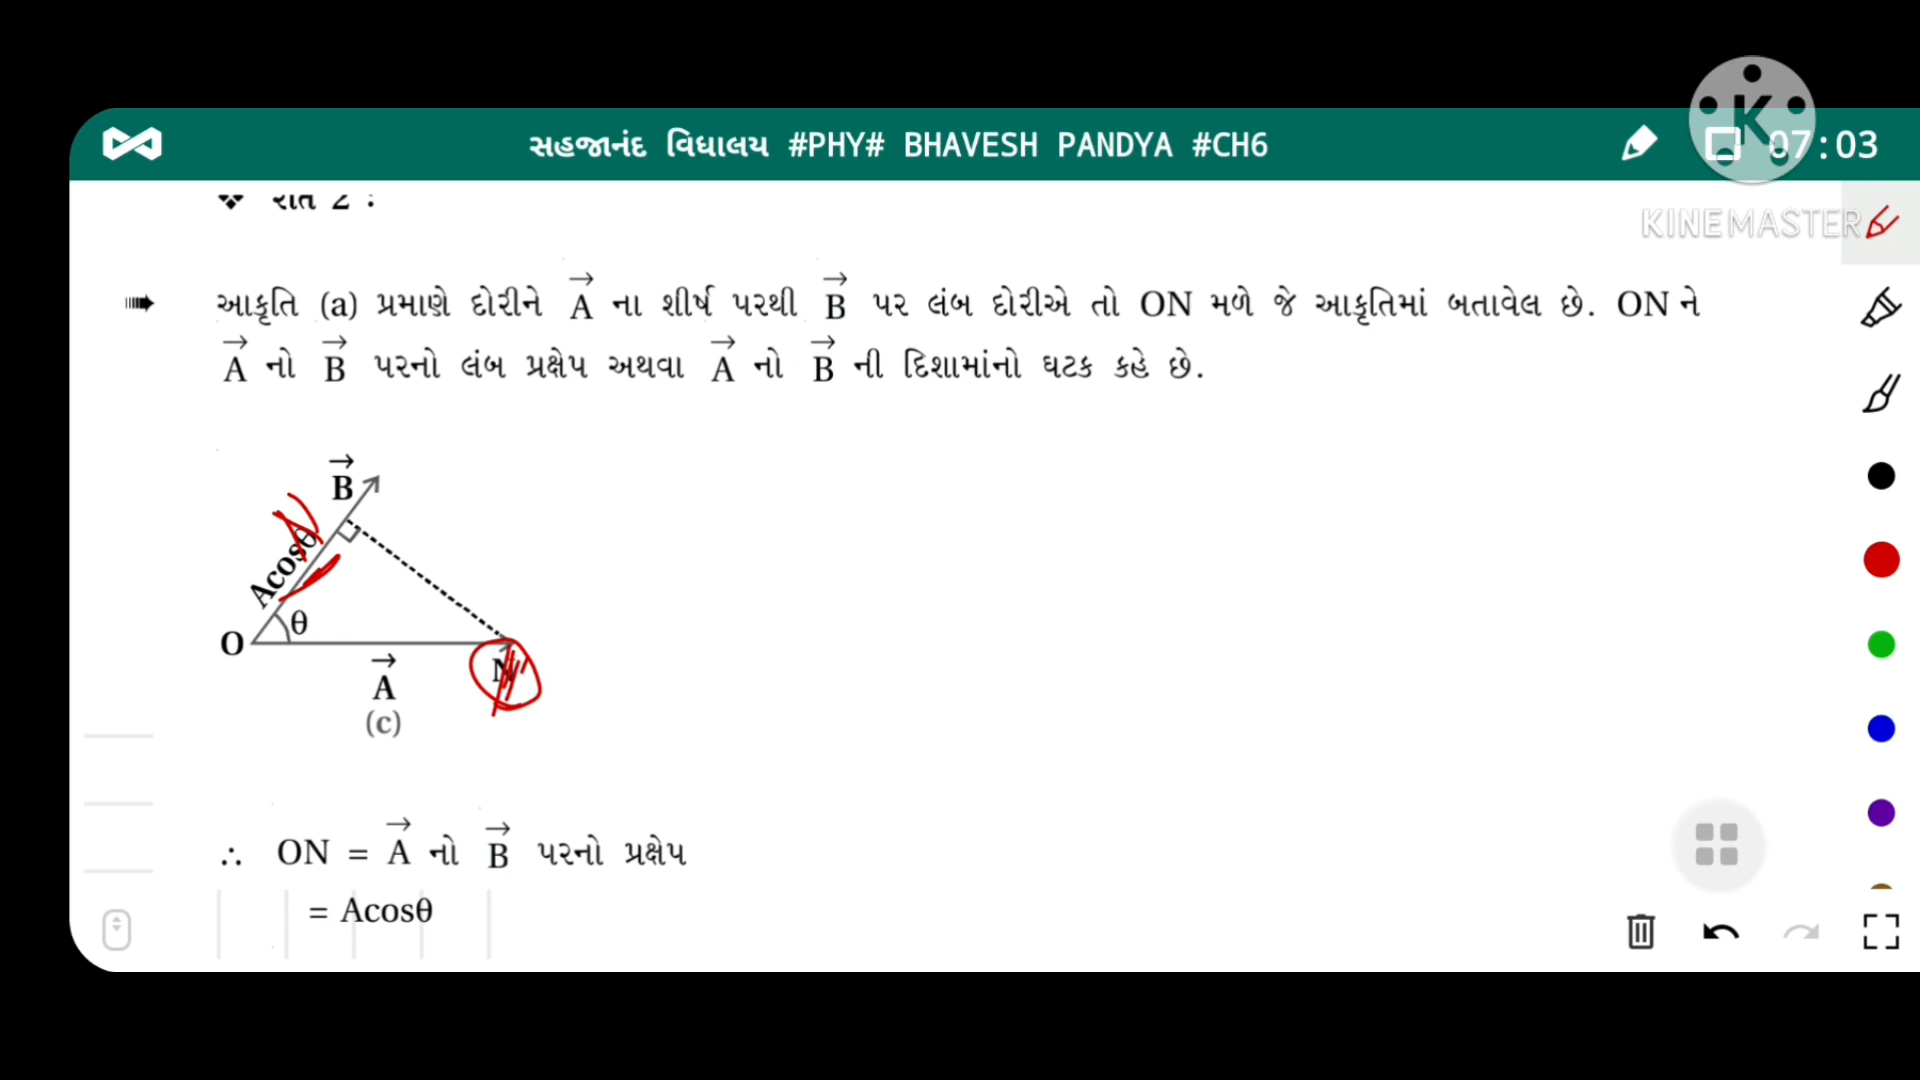 સહજાનંદ વિધાલય #PHY# BHAVESH PANDYA #CH6
07:03
KINEMASTER
❖ રીત 2 :
➠ આકૃતિ (a) પ્રમાણે દોરીને A→ ના શીર્ષ પરથી B→ પર લંબ દોરીએ તો ON મળે જે આકૃતિમાં બતાવેલ છે. ON ને
A→ નો B→ પરનો લંબ પ્રક્ષેપ અથવા A→ નો B→ ની દિશામાંનો ઘટક કહે છે.
B→
Acosθ
θ
O
N
A→
(c)
∴ ON = A→ નો B→ પરનો પ્રક્ષેપ
= Acosθ